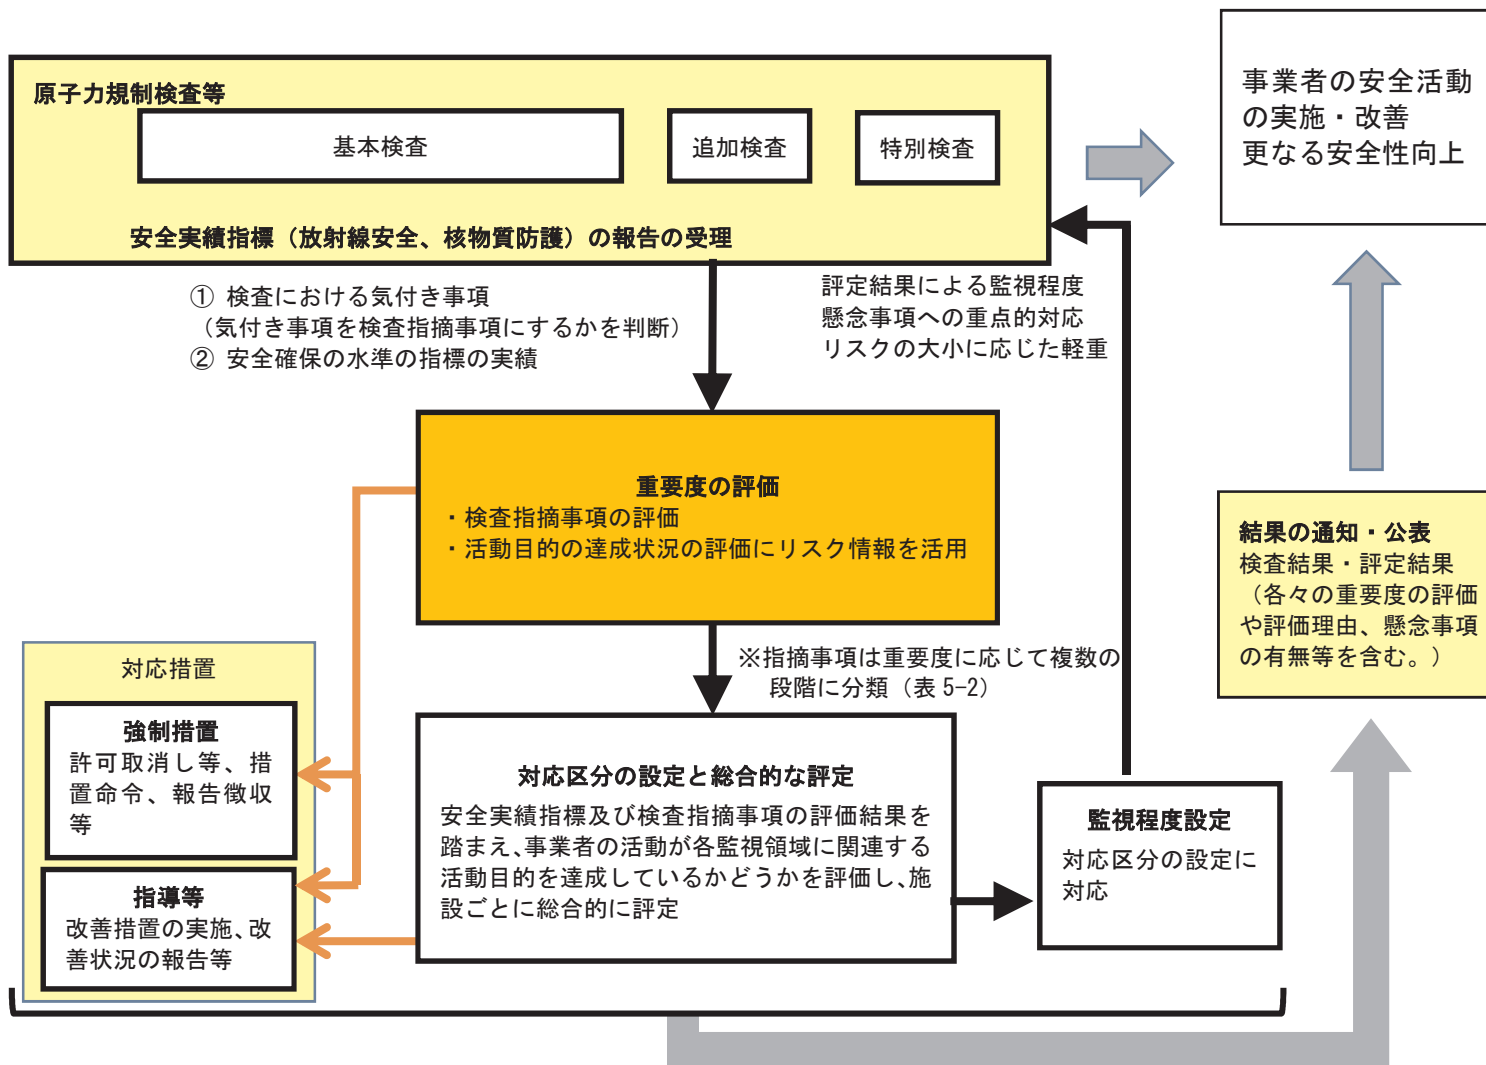 原子力規制検査等
基本検査
追加検査
特別検査
安全実績指標（放射線安全、核物質防護）の報告の受理
事業者の安全活動
の実施・改善
更なる安全性向上
① 検査における気付き事項
（気付き事項を検査指摘事項にするかを判断）
② 安全確保の水準の指標の実績
評定結果による監視程度
懸念事項への重点的対応
リスクの大小に応じた軽重
重要度の評価
・検査指摘事項の評価
・活動目的の達成状況の評価にリスク情報を活用
結果の通知・公表
検査結果・評定結果
（各々の重要度の評価
や評価理由、懸念事項
の有無等を含む。）
※指摘事項は重要度に応じて複数の
段階に分類（表 5-2）
対応措置
強制措置
許可取消し等、措
置命令、報告徴収
等
指導等
改善措置の実施、改
善状況の報告等
対応区分の設定と総合的な評定
安全実績指標及び検査指摘事項の評価結果を
踏まえ、事業者の活動が各監視領域に関連する
活動目的を達成しているかどうかを評価し、施
設ごとに総合的に評定
監視程度設定
対応区分の設定に
対応